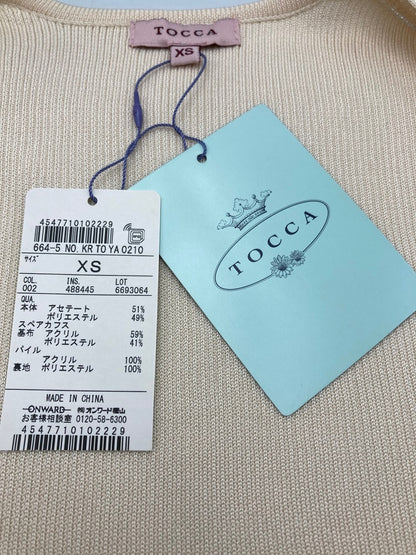 TOCCA
XS
TOCCA
4547710102229
664-5 NO. KRTOYA0210
サイズ
XS
COL. INS. LOT
002 488445 6693064
QUA.
本体 アセテート 51%
ポリエステル 49%
スペアカフス
基布 アクリル 59%
ポリエステル 41%
パイル
アクリル 100%
裏地 ポリエステル 100%
MADE IN CHINA
ONWARD ㈱オンワード樫山
お客様相談室 0120-58-6300
4547710102229